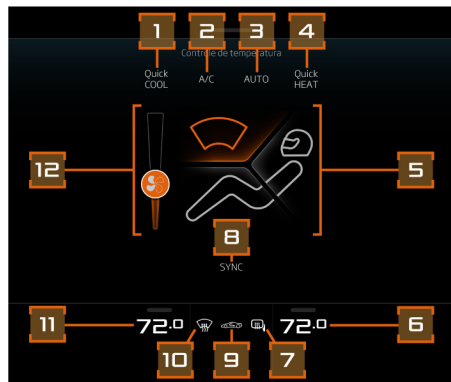 1 2 3 4
Controle de temperatura
Quick COOL
A/C
AUTO
Quick HEAT
12
5
8
SYNC
11
72.0
72.0
6
10
9
7